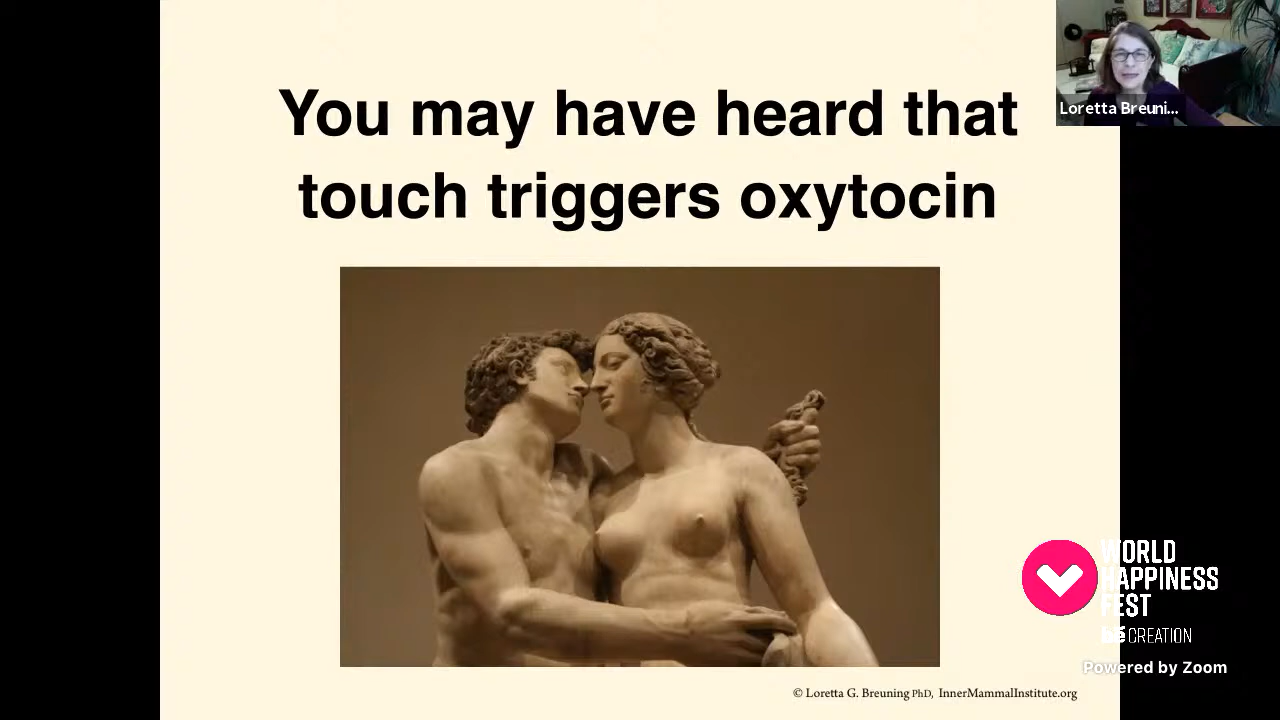 You may have heard that
touch triggers oxytocin
Loretta Breuni...
WORLD
HAPPINESS
FEST
bé CREATION
Powered by Zoom
© Loretta G. Breuning PhD, InnerMammalInstitute.org